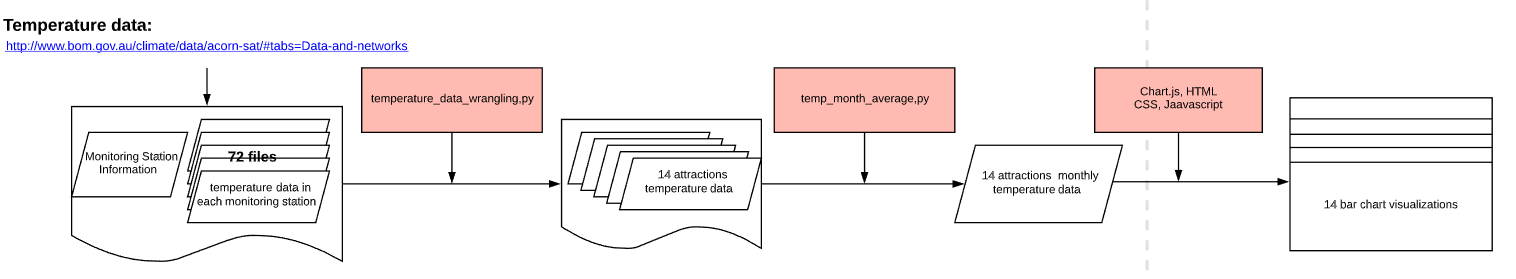 Temperature data:
http://www.bom.gov.au/climate/data/acorn-sat/#tabs=Data-and-networks
Monitoring Station
Information
72 files
temperature data in
each monitoring station
temperature_data_wrangling,py
14 attractions
temperature data
temp_month_average,py
14 attractions monthly
temperature data
Chart.js, HTML
CSS, Jaavascript
14 bar chart visualizations